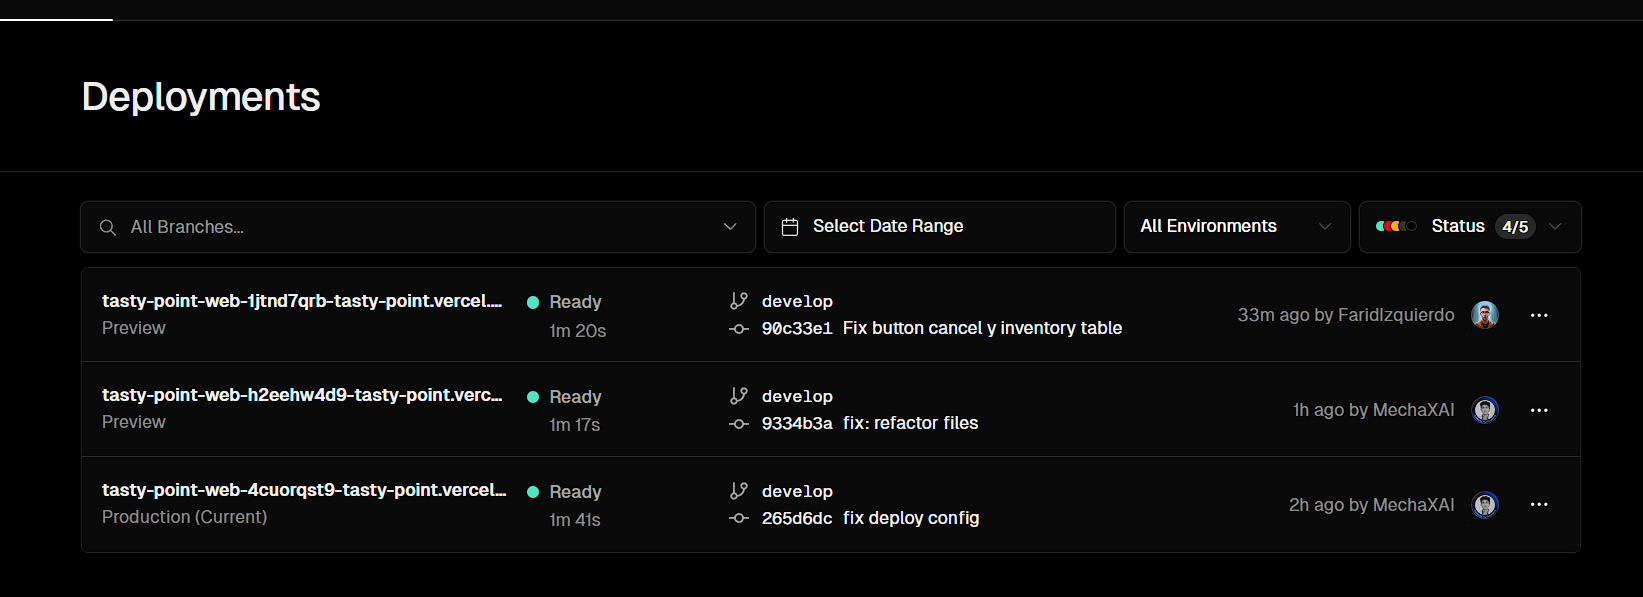 Deployments
All Branches...
Select Date Range
All Environments
Status 4/5
tasty-point-web-1jtnd7qrb-tasty-point.vercel....
Preview
Ready
1m 20s
develop
90c33e1 Fix button cancel y inventory table
33m ago by FaridIzquierdo
tasty-point-web-h2eehw4d9-tasty-point.verc...
Preview
Ready
1m 17s
develop
9334b3a fix: refactor files
1h ago by MechaXAI
tasty-point-web-4cuorqst9-tasty-point.vercel...
Production (Current)
Ready
1m 41s
develop
265d6dc fix deploy config
2h ago by MechaXAI